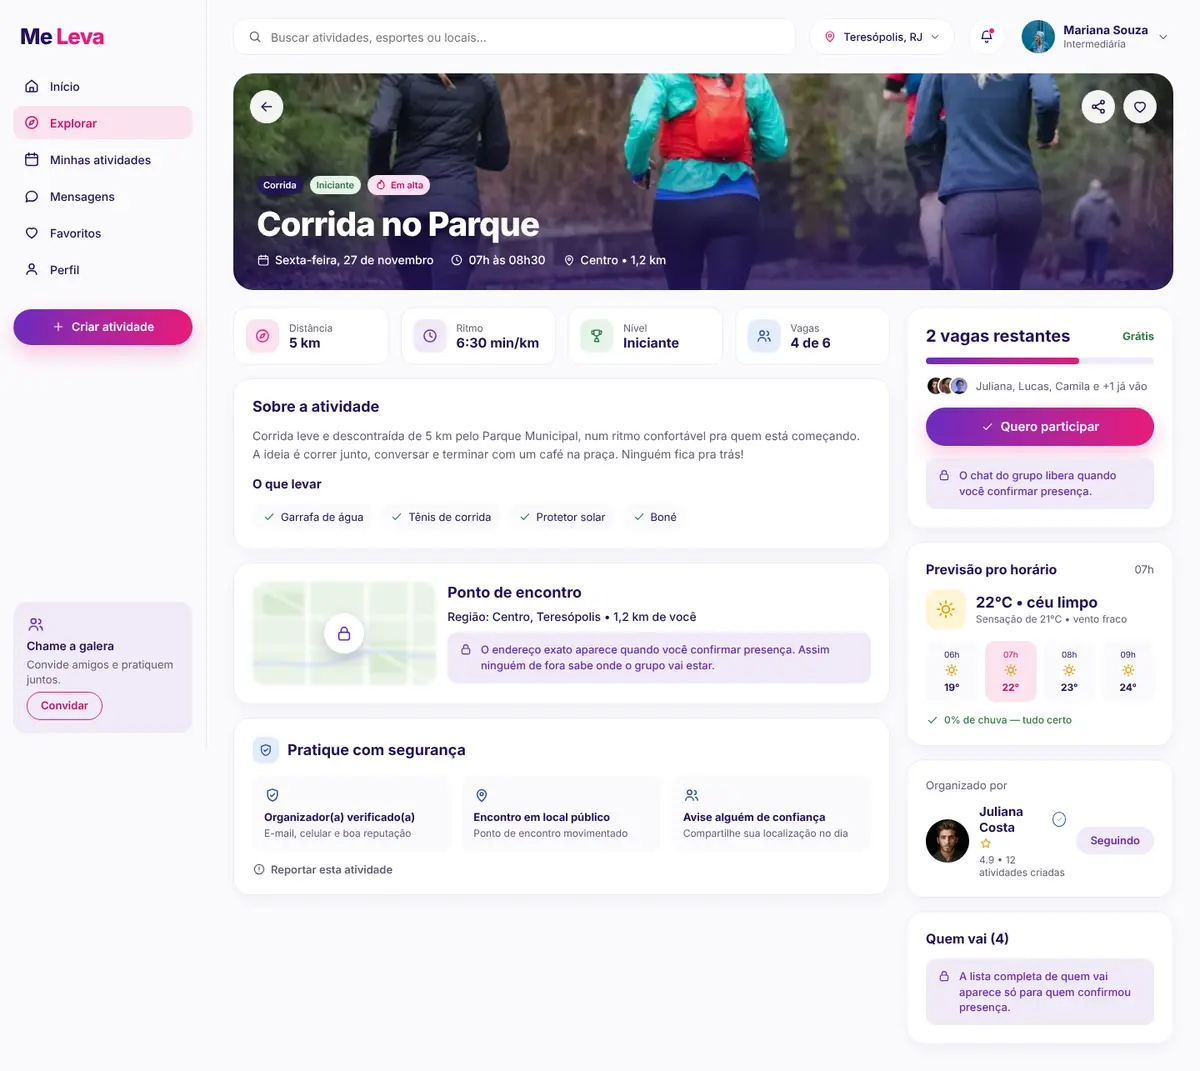 Me Leva
Buscar atividades, esportes ou locais...
Teresópolis, RJ
Mariana Souza
Intermediária
Início
Explorar
Minhas atividades
Mensagens
Favoritos
Perfil
+ Criar atividade
Chame a galera
Convide amigos e pratiquem
juntos.
Convidar
Corrida
Iniciante
Em alta
Corrida no Parque
Sexta-feira, 27 de novembro
07h às 08h30
Centro • 1,2 km
Distância
5 km
Ritmo
6:30 min/km
Nível
Iniciante
Vagas
4 de 6
Sobre a atividade
Corrida leve e descontraída de 5 km pelo Parque Municipal, num ritmo confortável pra quem está começando.
A ideia é correr junto, conversar e terminar com um café na praça. Ninguém fica pra trás!
O que levar
Garrafa de água
Tênis de corrida
Protetor solar
Boné
Ponto de encontro
Região: Centro, Teresópolis • 1,2 km de você
O endereço exato aparece quando você confirmar presença. Assim
ninguém de fora sabe onde o grupo vai estar.
Pratique com segurança
Organizador(a) verificado(a)
E-mail, celular e boa reputação
Encontro em local público
Ponto de encontro movimentado
Avise alguém de confiança
Compartilhe sua localização no dia
Reportar esta atividade
2 vagas restantes
Grátis
Juliana, Lucas, Camila e +1 já vão
Quero participar
O chat do grupo libera quando
você confirmar presença.
Previsão pro horário
07h
22°C • céu limpo
Sensação de 21°C • vento fraco
06h
19°
07h
22°
08h
23°
09h
24°
0% de chuva — tudo certo
Organizado por
Juliana
Costa
4.9 • 12
atividades criadas
Seguindo
Quem vai (4)
A lista completa de quem vai
aparece só para quem confirmou
presença.